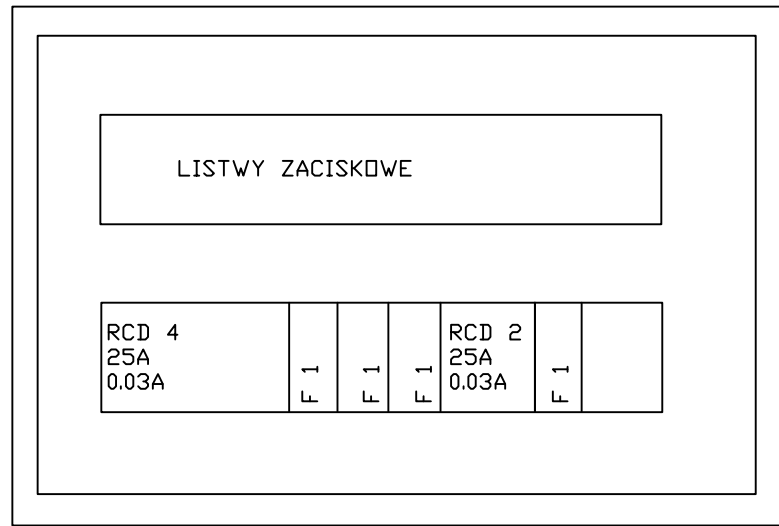 LISTWY ZACISKOWE
RCD 4
25A
0.03A
F 1
F 1
F 1
RCD 2
25A
0.03A
F 1